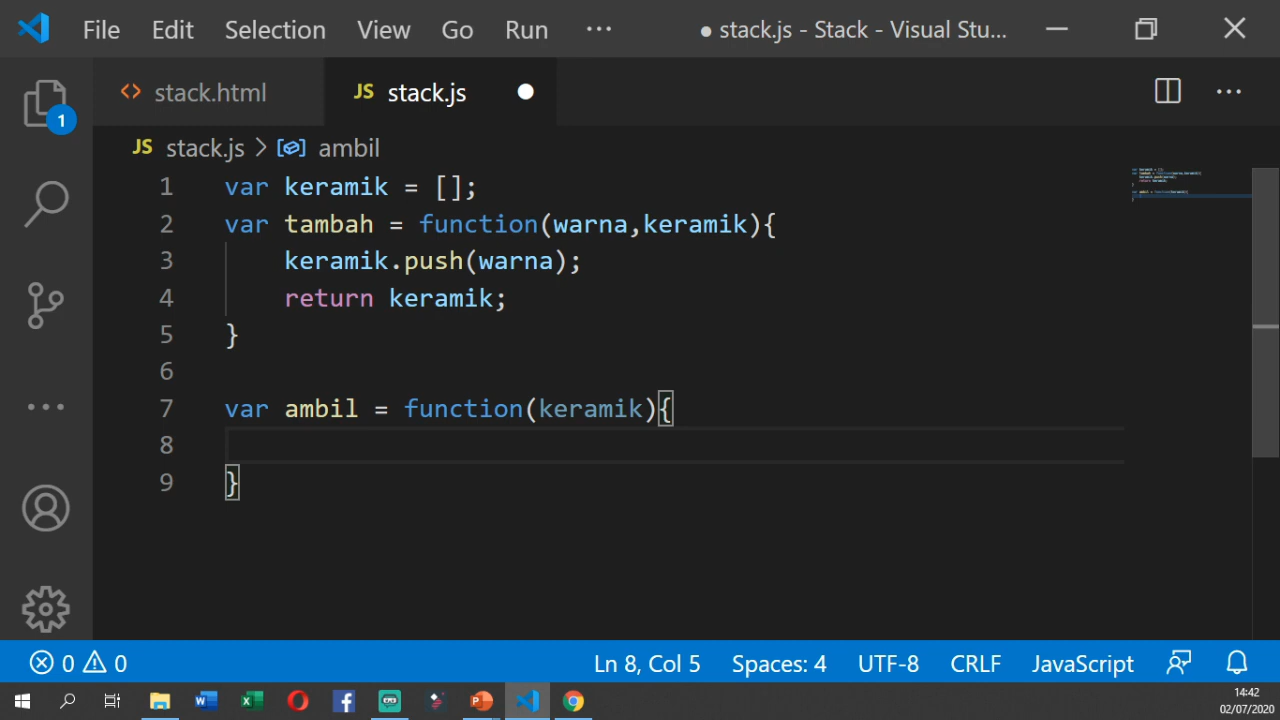 File Edit Selection View Go Run ··· ● stack.js - Stack - Visual Stu...
<> stack.html JS stack.js ●
JS stack.js > ambil
1 var keramik = [];
2 var tambah = function(warna,keramik){
3 keramik.push(warna);
4 return keramik;
5 }
6
7 var ambil = function(keramik){
8
9 }
1
0 0 Ln 8, Col 5 Spaces: 4 UTF-8 CRLF JavaScript
14:42
02/07/2020